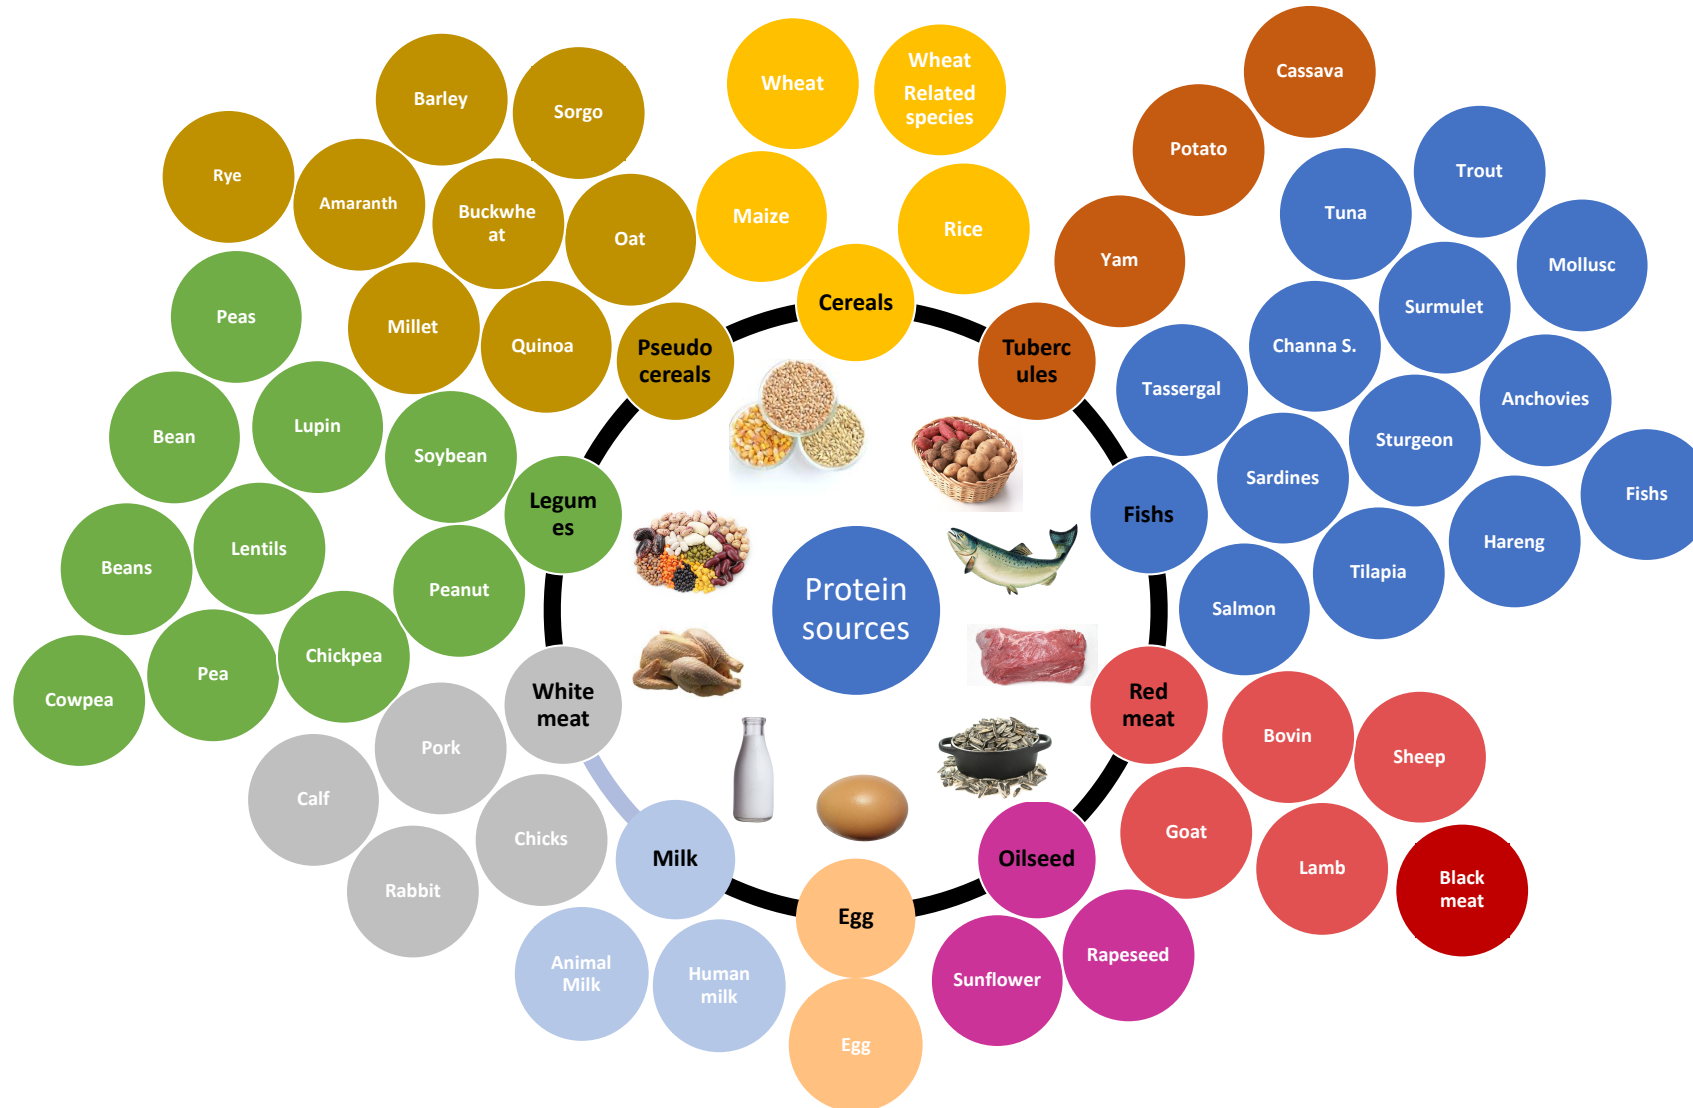 Protein
sources
Cereals
Wheat
Wheat
Related
species
Maize
Rice
Tuberc
ules
Cassava
Potato
Yam
Fishs
Trout
Tuna
Mollusc
Surmulet
Channa S.
Tassergal
Anchovies
Sturgeon
Sardines
Fishs
Hareng
Tilapia
Salmon
Red
meat
Bovin
Sheep
Goat
Lamb
Black
meat
Oilseed
Rapeseed
Sunflower
Egg
Egg
Milk
Animal
Milk
Human
milk
White
meat
Pork
Calf
Chicks
Rabbit
Legum
es
Peas
Bean
Lupin
Soybean
Beans
Lentils
Peanut
Cowpea
Pea
Chickpea
Pseudo
cereals
Barley
Sorgo
Rye
Amaranth
Buckwhe
at
Oat
Millet
Quinoa